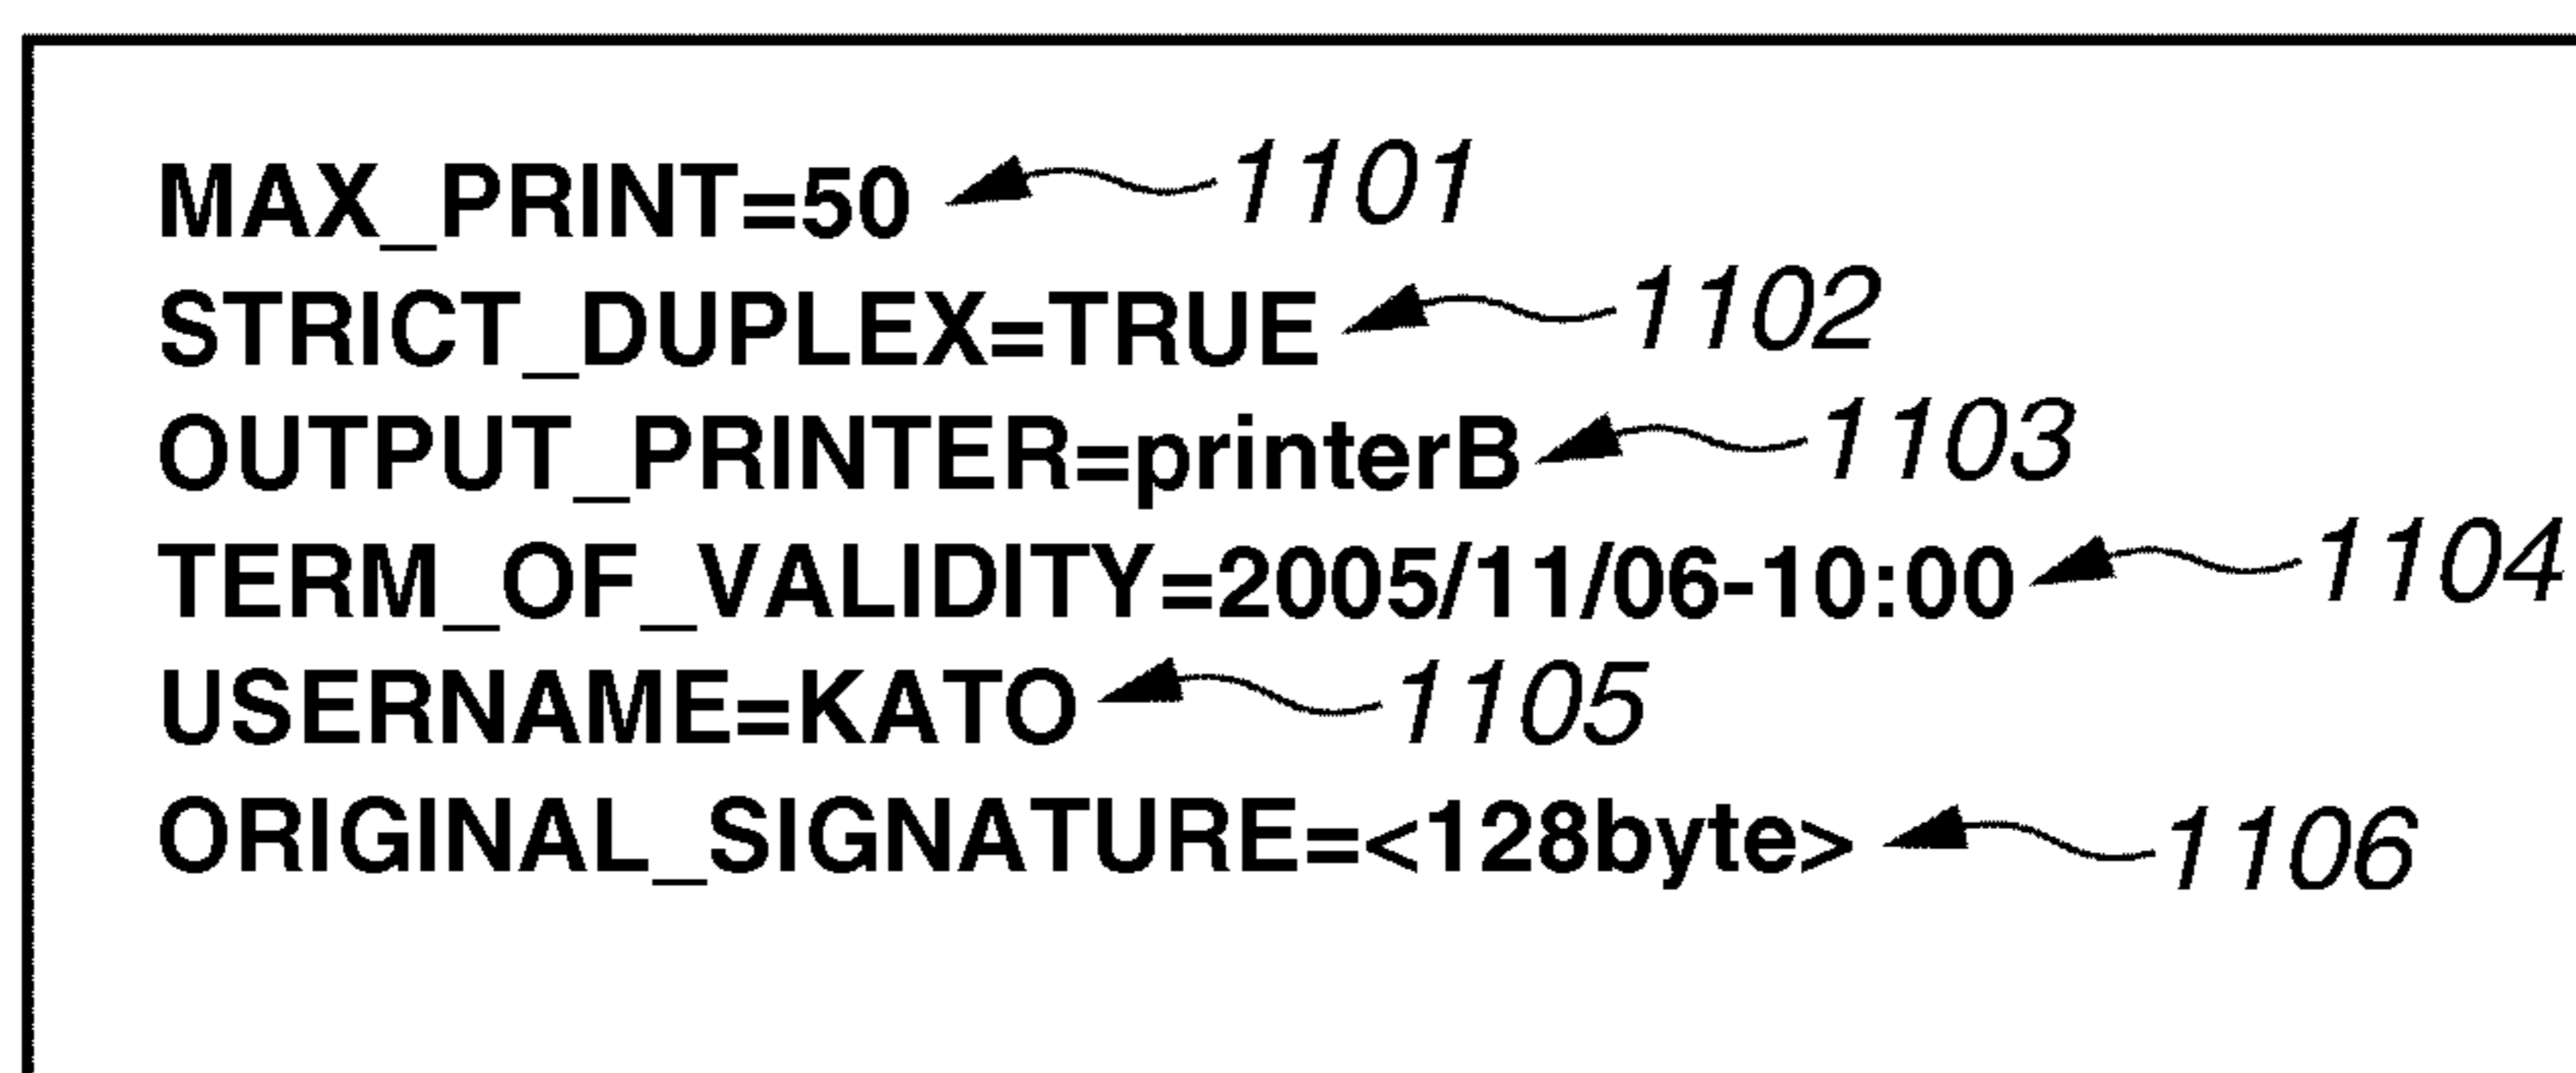 MAX_PRINT=50 1101
STRICT_DUPLEX=TRUE 1102
OUTPUT_PRINTER=printerB 1103
TERM_OF_VALIDITY=2005/11/06-10:00 1104
USERNAME=KATO 1105
ORIGINAL_SIGNATURE=<128byte> 1106